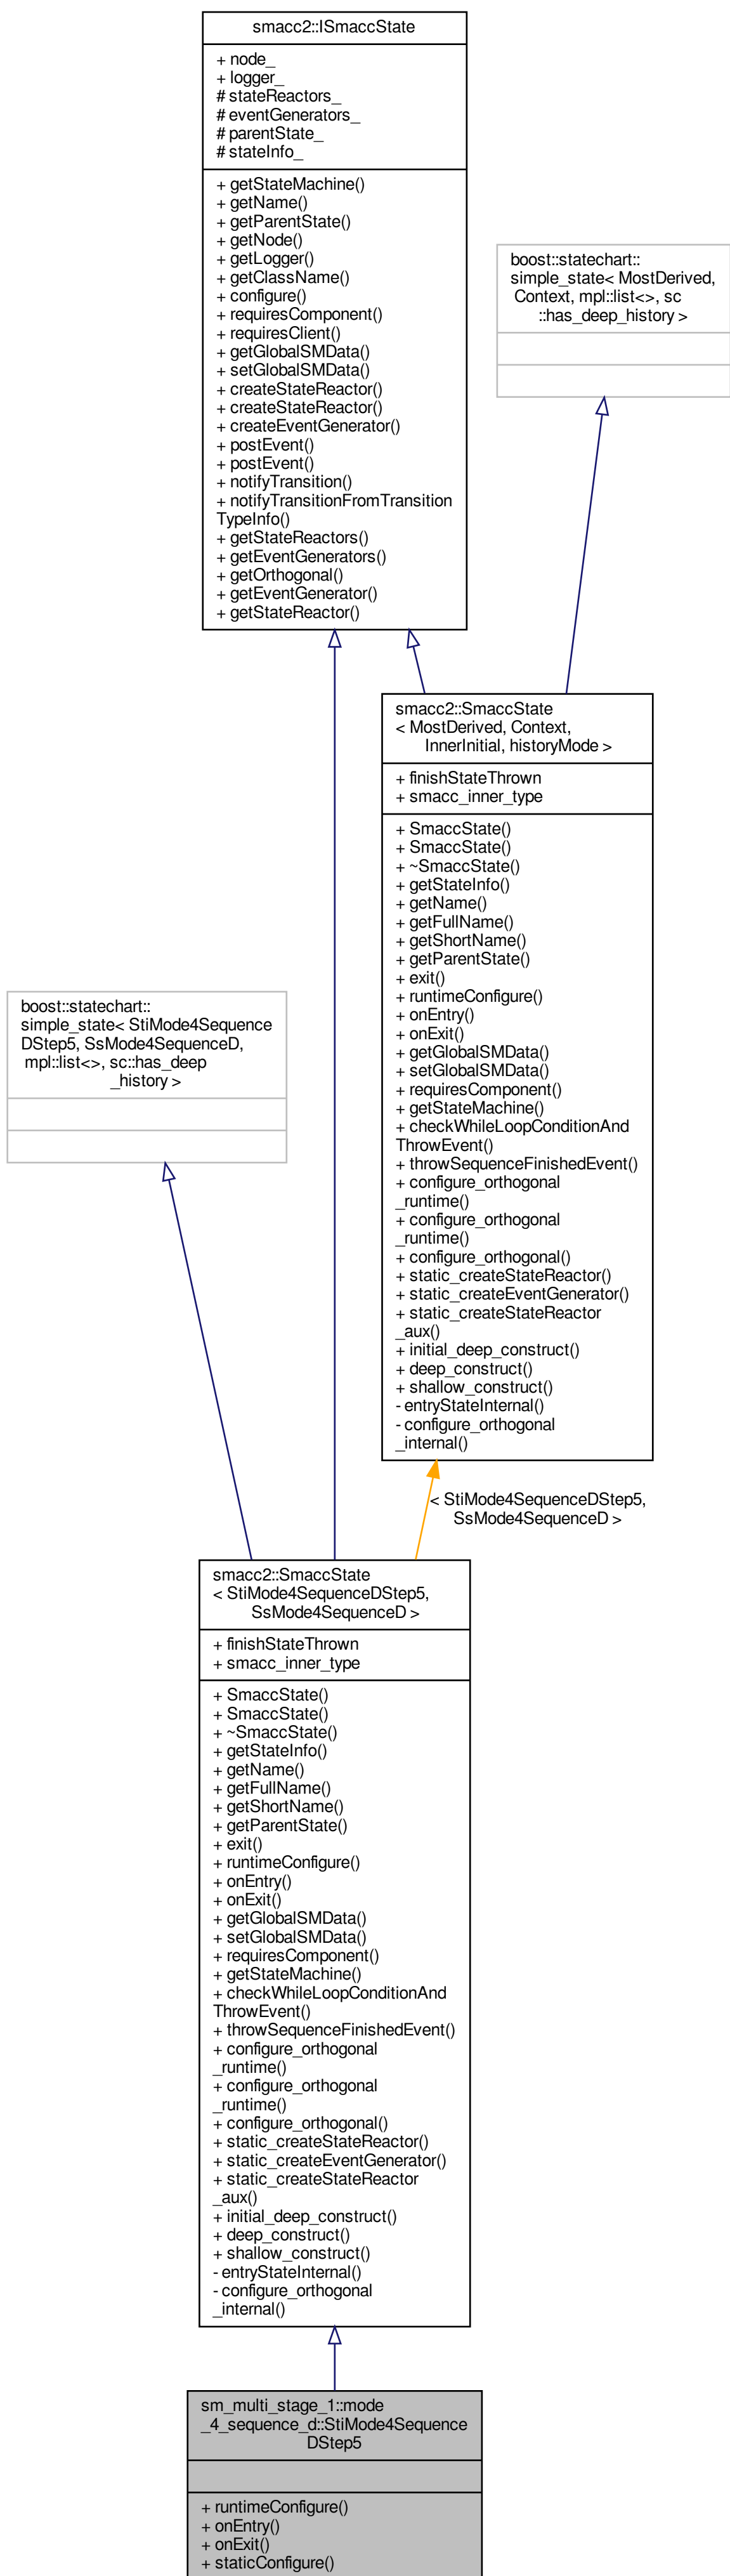 smacc2::ISmaccState
+ node_
+ logger_
# stateReactors_
# eventGenerators_
# parentState_
# stateInfo_
+ getStateMachine()
+ getName()
+ getParentState()
+ getNode()
+ getLogger()
+ getClassName()
+ configure()
+ requiresComponent()
+ requiresClient()
+ getGlobalSMData()
+ setGlobalSMData()
+ createStateReactor()
+ createStateReactor()
+ createEventGenerator()
+ postEvent()
+ postEvent()
+ notifyTransition()
+ notifyTransitionFromTransition
TypeInfo()
+ getStateReactors()
+ getEventGenerators()
+ getOrthogonal()
+ getEventGenerator()
+ getStateReactor()
boost::statechart::
simple_state< MostDerived,
Context, mpl::list<>, sc
::has_deep_history >
smacc2::SmaccState
< MostDerived, Context,
InnerInitial, historyMode >
+ finishStateThrown
+ smacc_inner_type
+ SmaccState()
+ SmaccState()
+ ~SmaccState()
+ getStateInfo()
+ getName()
+ getFullName()
+ getShortName()
+ getParentState()
+ exit()
+ runtimeConfigure()
+ onEntry()
+ onExit()
+ getGlobalSMData()
+ setGlobalSMData()
+ requiresComponent()
+ getStateMachine()
+ checkWhileLoopConditionAnd
ThrowEvent()
+ throwSequenceFinishedEvent()
+ configure_orthogonal
_runtime()
+ configure_orthogonal
_runtime()
+ configure_orthogonal()
+ static_createStateReactor()
+ static_createEventGenerator()
+ static_createStateReactor
_aux()
+ initial_deep_construct()
+ deep_construct()
+ shallow_construct()
- entryStateInternal()
- configure_orthogonal
_internal()
boost::statechart::
simple_state< StiMode4Sequence
DStep5, SsMode4SequenceD,
mpl::list<>, sc::has_deep
_history >
< StiMode4SequenceDStep5,
SsMode4SequenceD >
smacc2::SmaccState
< StiMode4SequenceDStep5,
SsMode4SequenceD >
+ finishStateThrown
+ smacc_inner_type
+ SmaccState()
+ SmaccState()
+ ~SmaccState()
+ getStateInfo()
+ getName()
+ getFullName()
+ getShortName()
+ getParentState()
+ exit()
+ runtimeConfigure()
+ onEntry()
+ onExit()
+ getGlobalSMData()
+ setGlobalSMData()
+ requiresComponent()
+ getStateMachine()
+ checkWhileLoopConditionAnd
ThrowEvent()
+ throwSequenceFinishedEvent()
+ configure_orthogonal
_runtime()
+ configure_orthogonal
_runtime()
+ configure_orthogonal()
+ static_createStateReactor()
+ static_createEventGenerator()
+ static_createStateReactor
_aux()
+ initial_deep_construct()
+ deep_construct()
+ shallow_construct()
- entryStateInternal()
- configure_orthogonal
_internal()
sm_multi_stage_1::mode
_4_sequence_d::StiMode4Sequence
DStep5
+ runtimeConfigure()
+ onEntry()
+ onExit()
+ staticConfigure()